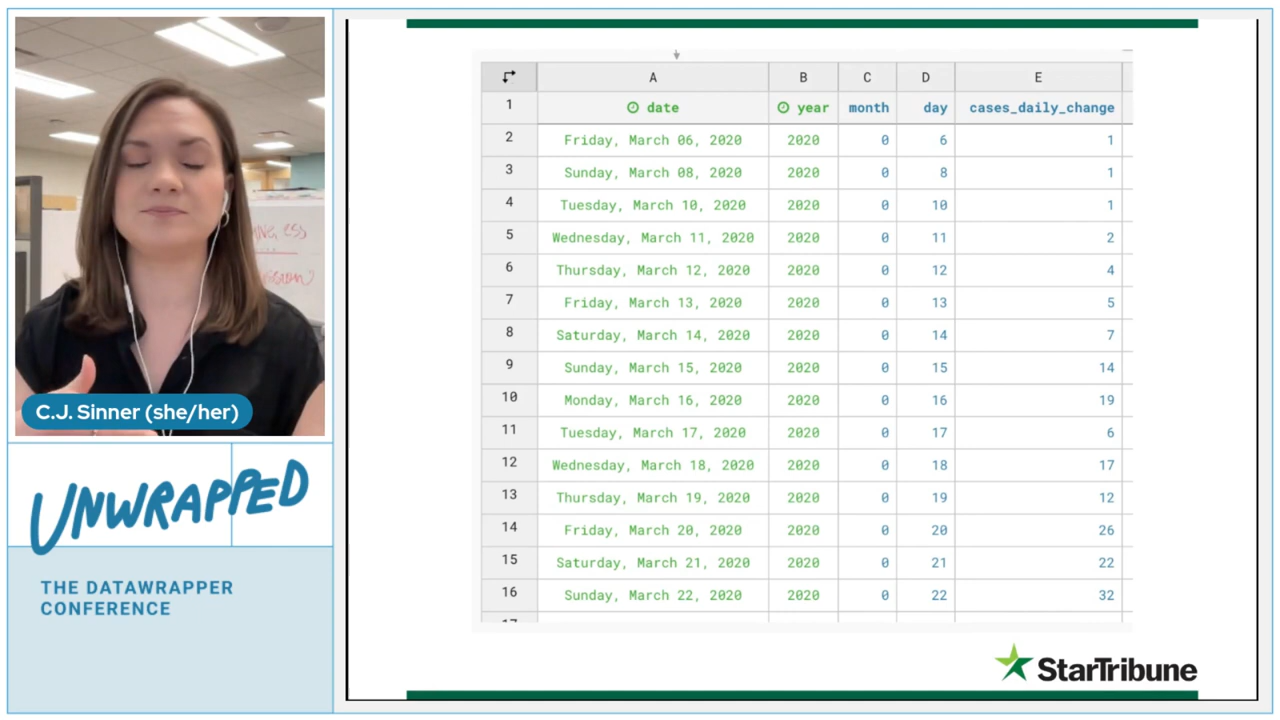 ESS
C.J. Sinner (she/her)
UNWRAPPED
THE DATAWRAPPER
CONFERENCE
A B C D E
1 date year month day cases_daily_change
2 Friday, March 06, 2020 2020 0 6 1
3 Sunday, March 08, 2020 2020 0 8 1
4 Tuesday, March 10, 2020 2020 0 10 1
5 Wednesday, March 11, 2020 2020 0 11 2
6 Thursday, March 12, 2020 2020 0 12 4
7 Friday, March 13, 2020 2020 0 13 5
8 Saturday, March 14, 2020 2020 0 14 7
9 Sunday, March 15, 2020 2020 0 15 14
10 Monday, March 16, 2020 2020 0 16 19
11 Tuesday, March 17, 2020 2020 0 17 6
12 Wednesday, March 18, 2020 2020 0 18 17
13 Thursday, March 19, 2020 2020 0 19 12
14 Friday, March 20, 2020 2020 0 20 26
15 Saturday, March 21, 2020 2020 0 21 22
16 Sunday, March 22, 2020 2020 0 22 32
StarTribune